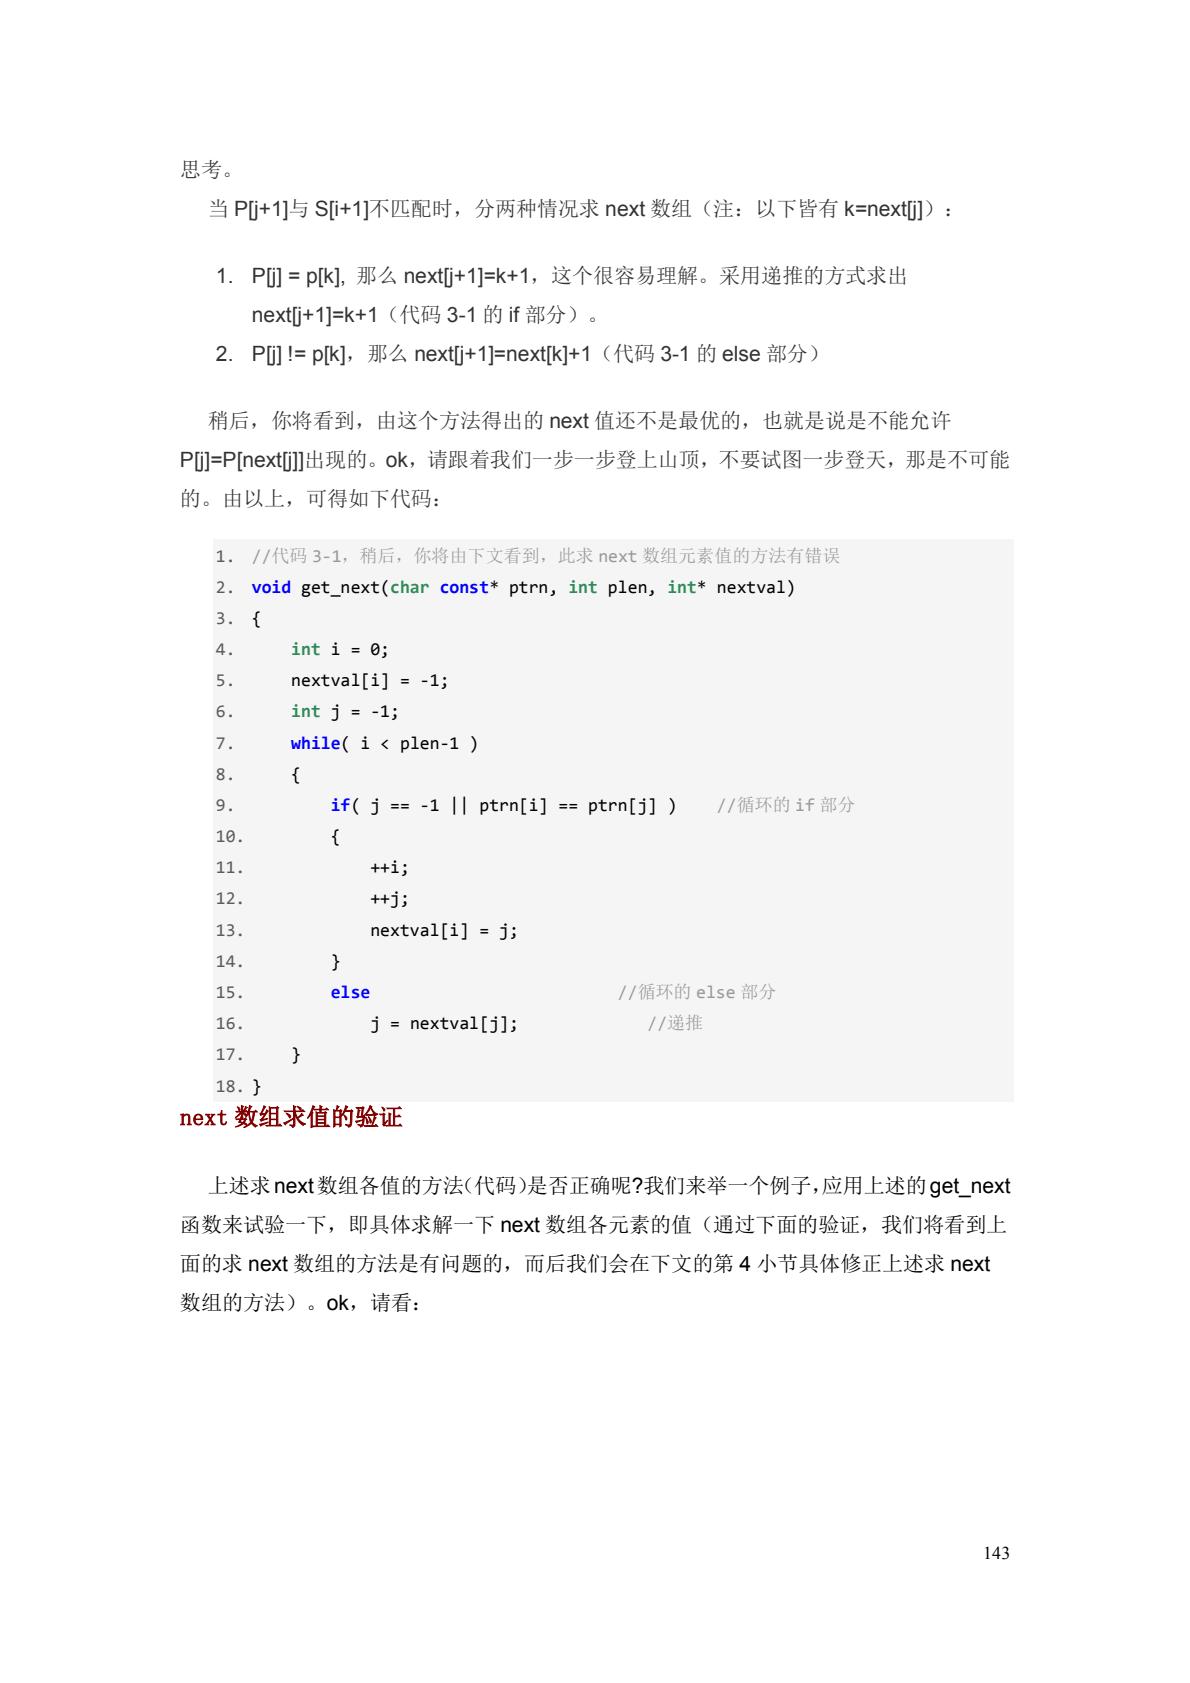 思考。
当 P[j+1]与 S[i+1]不匹配时，分两种情况求 next 数组（注：以下皆有 k=next[j]）：
1. P[j] = p[k], 那么 next[j+1]=k+1，这个很容易理解。采用递推的方式求出
next[j+1]=k+1（代码 3-1 的 if 部分）。
2. P[j] != p[k]，那么 next[j+1]=next[k]+1（代码 3-1 的 else 部分）
稍后，你将看到，由这个方法得出的 next 值还不是最优的，也就是说是不能允许
P[j]=P[next[j]]出现的。ok，请跟着我们一步一步登上山顶，不要试图一步登天，那是不可能
的。由以上，可得如下代码：
1. //代码 3-1，稍后，你将由下文看到，此求 next 数组元素值的方法有错误
2. void get_next(char const* ptrn, int plen, int* nextval)
3. {
4.     int i = 0;
5.     nextval[i] = -1;
6.     int j = -1;
7.     while( i < plen-1 )
8.     {
9.         if( j == -1 || ptrn[i] == ptrn[j] )    //循环的 if 部分
10.         {
11.             ++i;
12.             ++j;
13.             nextval[i] = j;
14.         }
15.         else                         //循环的 else 部分
16.             j = nextval[j];             //递推
17.     }
18. }
next 数组求值的验证
上述求 next 数组各值的方法（代码）是否正确呢?我们来举一个例子，应用上述的 get_next
函数来试验一下，即具体求解一下 next 数组各元素的值（通过下面的验证，我们将看到上
面的求 next 数组的方法是有问题的，而后我们会在下文的第 4 小节具体修正上述求 next
数组的方法）。ok，请看：
143